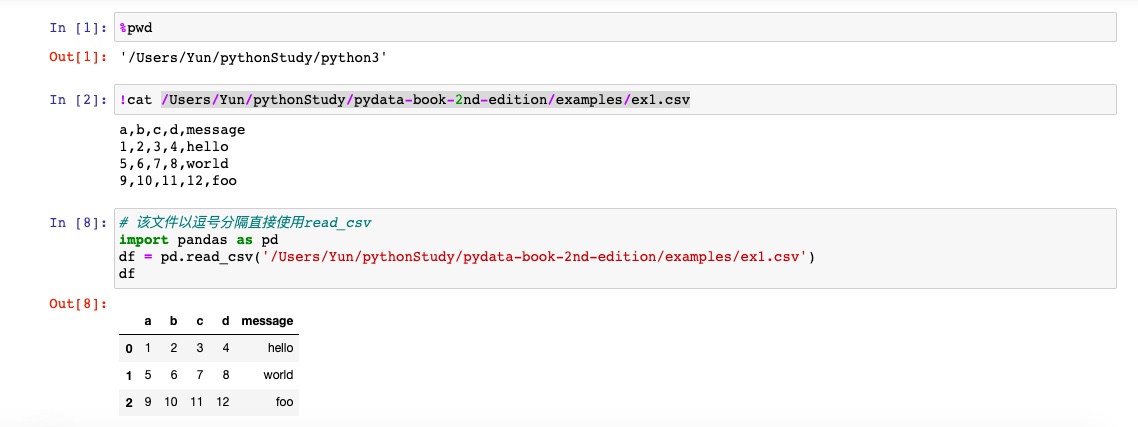 In [1]: %pwd
Out[1]: '/Users/Yun/pythonStudy/python3'
In [2]: !cat /Users/Yun/pythonStudy/pydata-book-2nd-edition/examples/ex1.csv
a,b,c,d,message
1,2,3,4,hello
5,6,7,8,world
9,10,11,12,foo
In [8]: # 该文件以逗号分隔直接使用read_csv
import pandas as pd
df = pd.read_csv('/Users/Yun/pythonStudy/pydata-book-2nd-edition/examples/ex1.csv')
df
Out[8]:
a b c d message
0 1 2 3 4 hello
1 5 6 7 8 world
2 9 10 11 12 foo